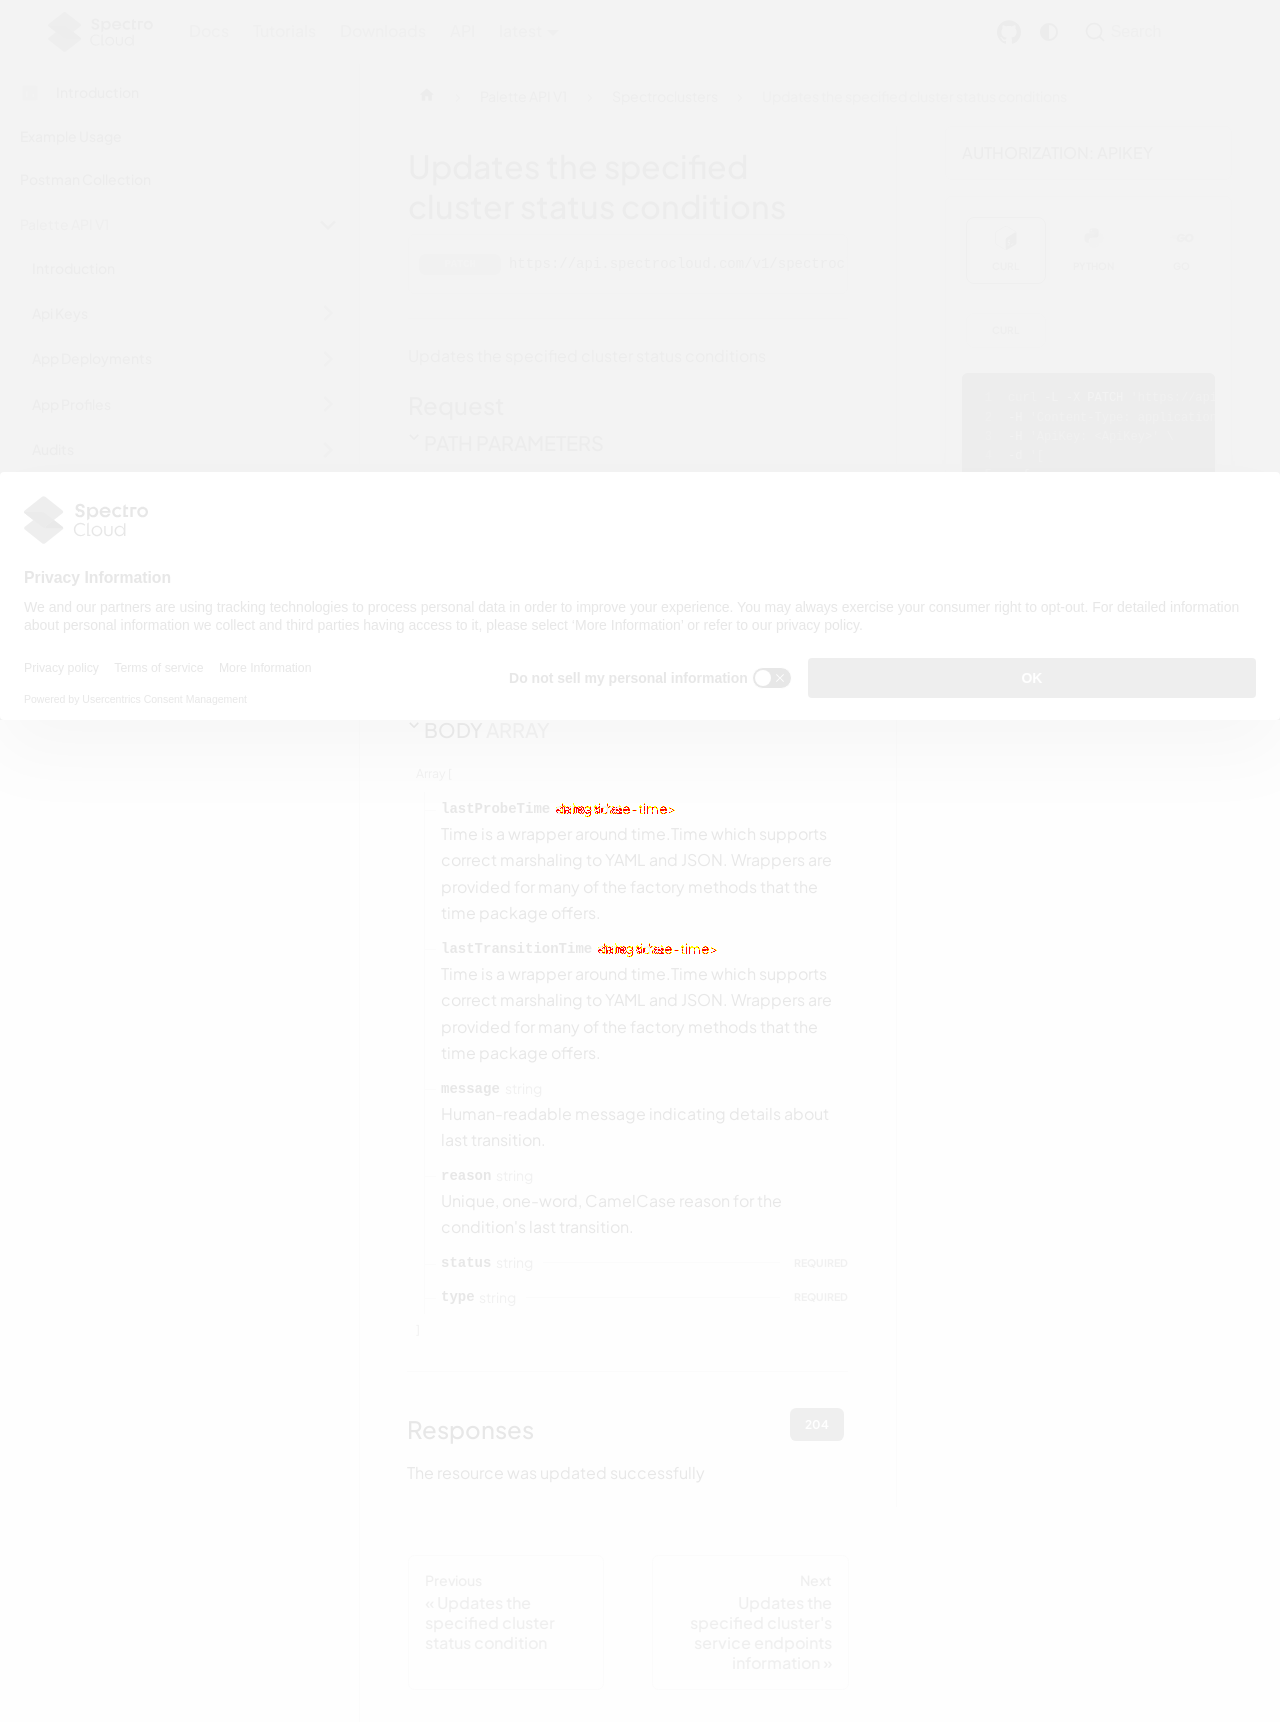 Spectro
Cloud
Docs Tutorials Downloads API latest
Search
Introduction
Example Usage
Postman Collection
Palette API V1
Introduction
Api Keys
App Deployments
App Profiles
Audits
Palette API V1
Spectroclusters
Updates the specified cluster status conditions
Updates the specified
cluster status conditions
https://api.spectrocloud.com/v1/spectroc
Updates the specified cluster status conditions
Request
PATH PARAMETERS
AUTHORIZATION: APIKEY
CURL PYTHON GO
CURL
Spectro
Cloud
Privacy Information
We and our partners are using tracking technologies to process personal data in order to improve your experience. You may always exercise your consumer right to opt-out. For detailed information
about personal information we collect and third parties having access to it, please select 'More Information' or refer to our privacy policy.
Privacy policy Terms of service More Information
Powered by Usercentrics Consent Management
Do not sell my personal information
OK
BODY ARRAY
Array [
lastProbeTime
Time is a wrapper around time.Time which supports
correct marshaling to YAML and JSON. Wrappers are
provided for many of the factory methods that the
time package offers.
lastTransitionTime
Time is a wrapper around time.Time which supports
correct marshaling to YAML and JSON. Wrappers are
provided for many of the factory methods that the
time package offers.
message string
Human-readable message indicating details about
last transition.
reason string
Unique, one-word, CamelCase reason for the
condition's last transition.
status string REQUIRED
type string REQUIRED
]
Responses
204
The resource was updated successfully
Previous
« Updates the
specified cluster
status condition
Next
Updates the
specified cluster's
service endpoints
information »